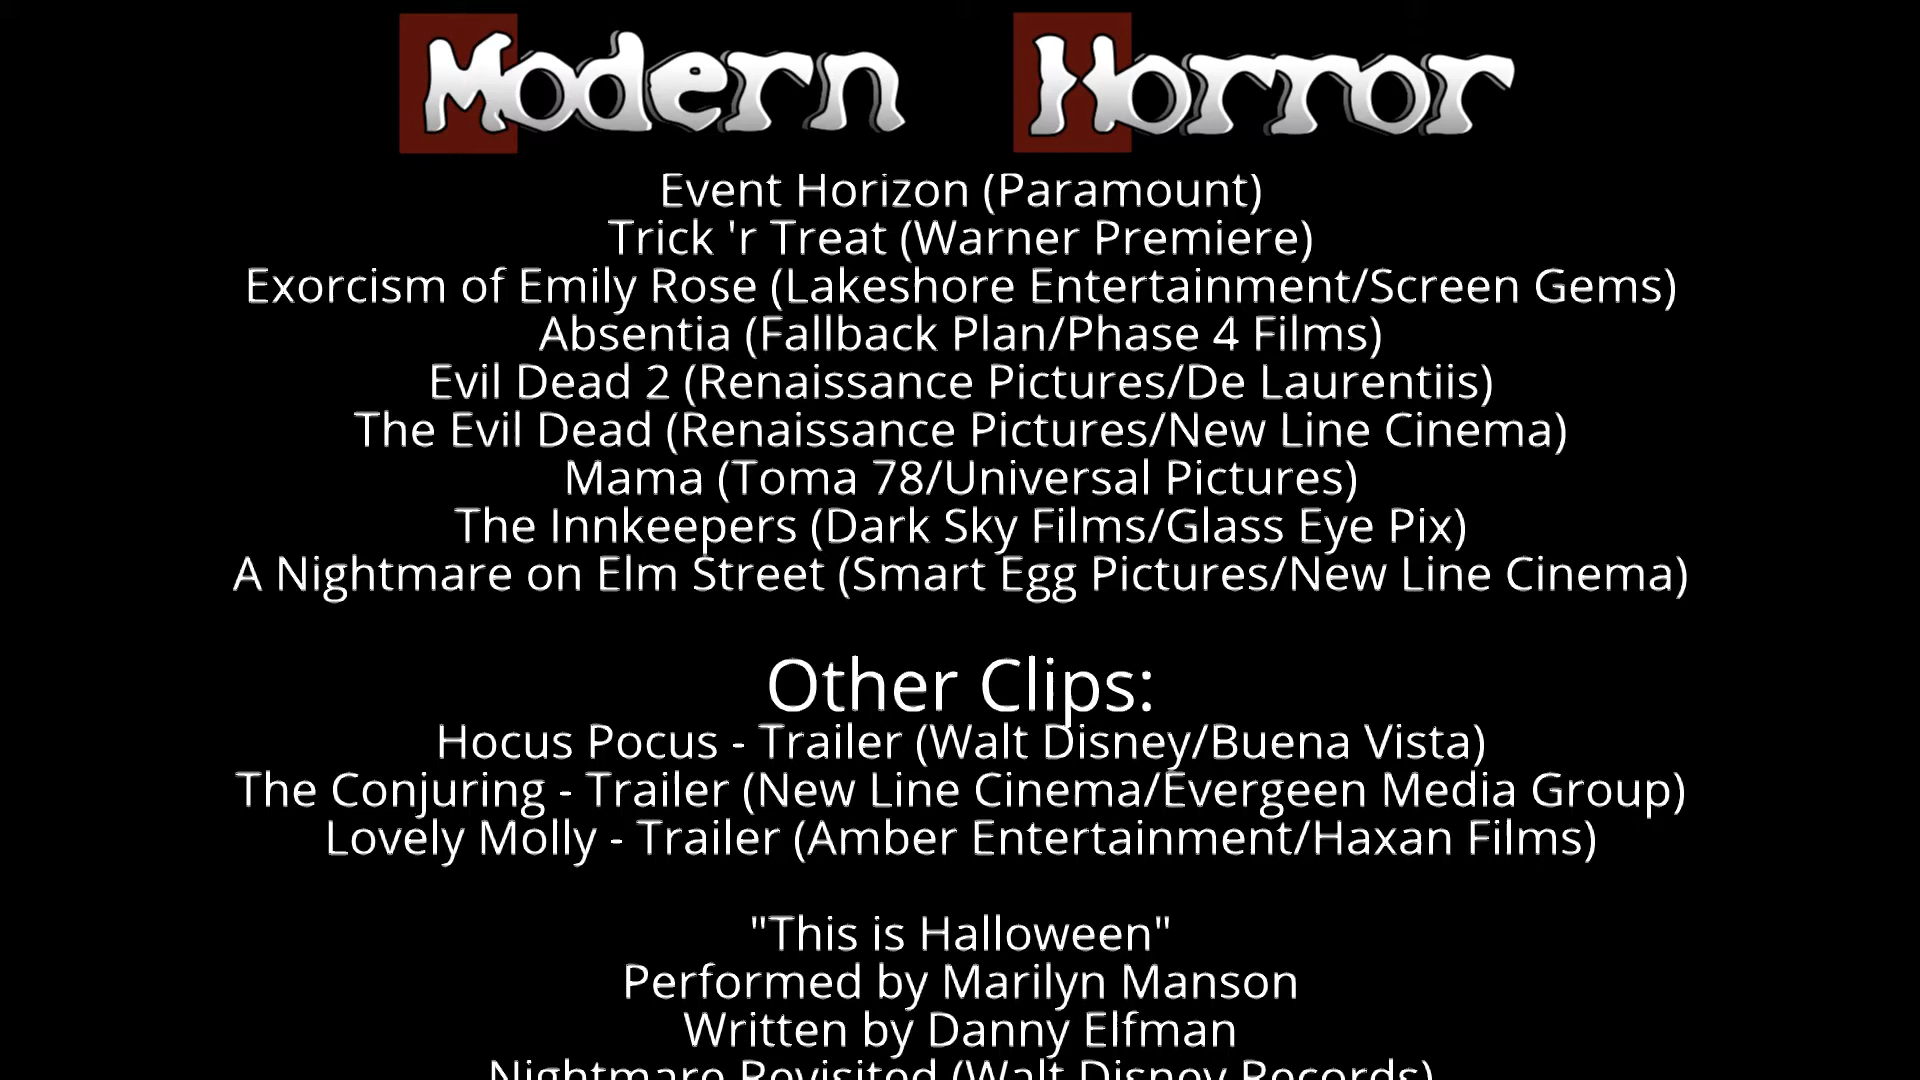 Modern Horror
Event Horizon (Paramount)
Trick 'r Treat (Warner Premiere)
Exorcism of Emily Rose (Lakeshore Entertainment/Screen Gems)
Absentia (Fallback Plan/Phase 4 Films)
Evil Dead 2 (Renaissance Pictures/De Laurentiis)
The Evil Dead (Renaissance Pictures/New Line Cinema)
Mama (Toma 78/Universal Pictures)
The Innkeepers (Dark Sky Films/Glass Eye Pix)
A Nightmare on Elm Street (Smart Egg Pictures/New Line Cinema)
Other Clips:
Hocus Pocus - Trailer (Walt Disney/Buena Vista)
The Conjuring - Trailer (New Line Cinema/Evergeen Media Group)
Lovely Molly - Trailer (Amber Entertainment/Haxan Films)
"This is Halloween"
Performed by Marilyn Manson
Written by Danny Elfman
Nightmare Revisited (Walt Disney Records)